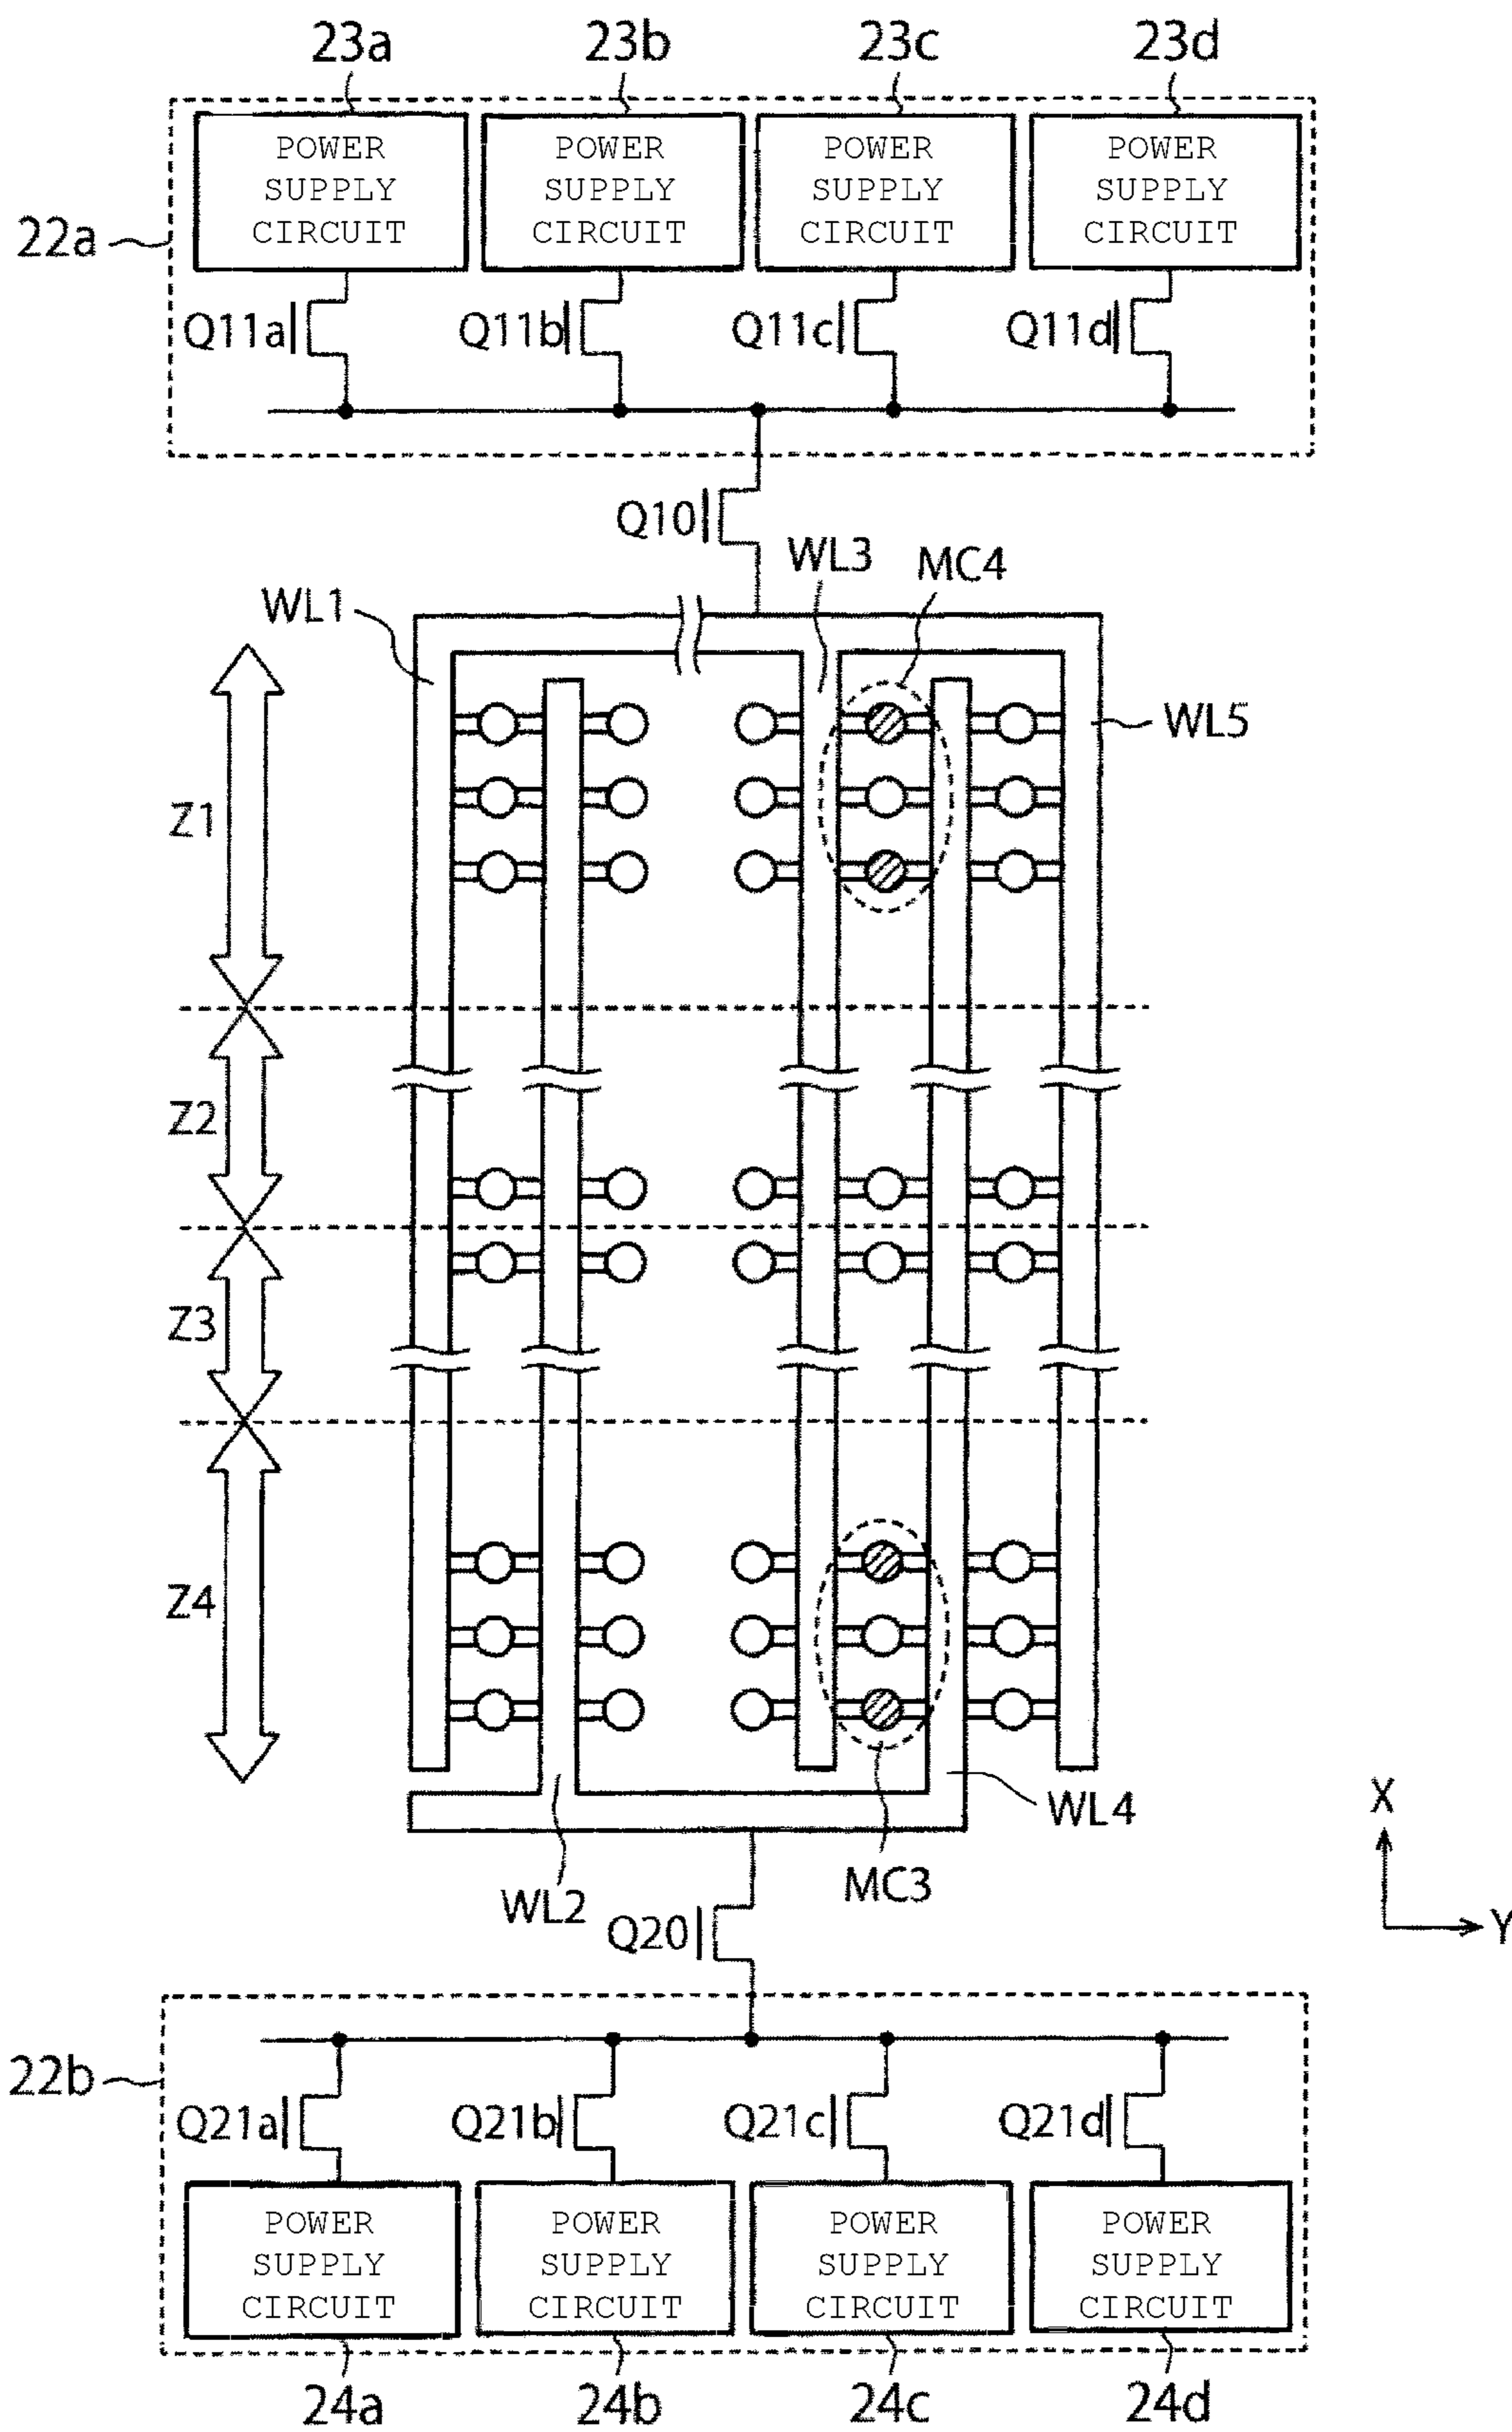 23a 23b 23c 23d
POWER SUPPLY CIRCUIT
POWER SUPPLY CIRCUIT
POWER SUPPLY CIRCUIT
POWER SUPPLY CIRCUIT
22a
Q11a Q11b Q11c Q11d
Q10
WL3
MC4
WL1
WL5
Z1
Z2
Z3
Z4
WL4
MC3
WL2
X
Y
Q20
22b
Q21a Q21b Q21c Q21d
POWER SUPPLY CIRCUIT
POWER SUPPLY CIRCUIT
POWER SUPPLY CIRCUIT
POWER SUPPLY CIRCUIT
24a 24b 24c 24d